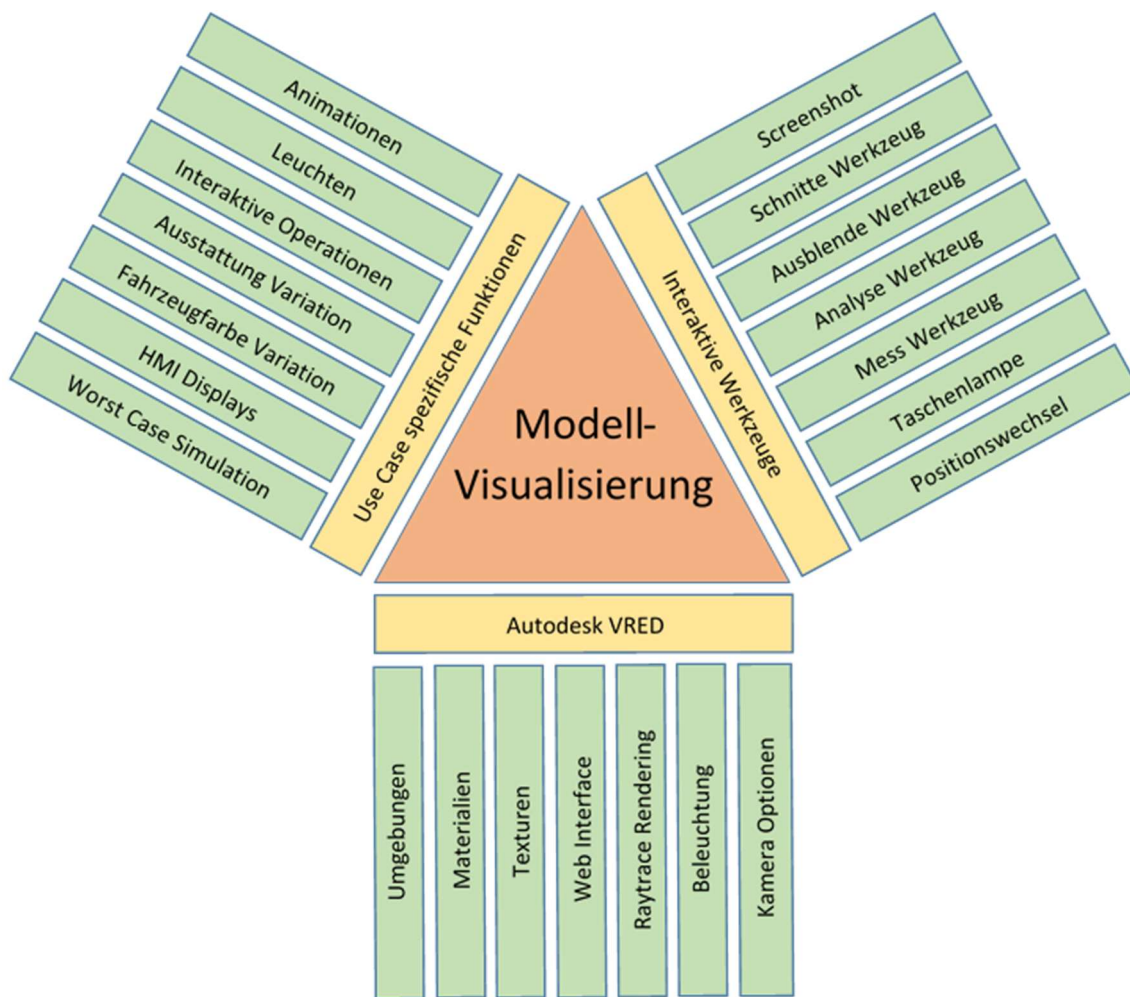 Animationen
Leuchten
Interaktive Operationen
Ausstattung Variation
Fahrzeugfarbe Variation
HMI Displays
Worst Case Simulation
Use Case spezifische Funktionen
Modell-
Visualisierung
Interaktive Werkzeuge
Screenshot
Schnitte Werkzeug
Ausblende Werkzeug
Analyse Werkzeug
Mess Werkzeug
Taschenlampe
Positionswechsel
Autodesk VRED
Umgebungen
Materialien
Texturen
Web Interface
Raytrace Rendering
Beleuchtung
Kamera Optionen